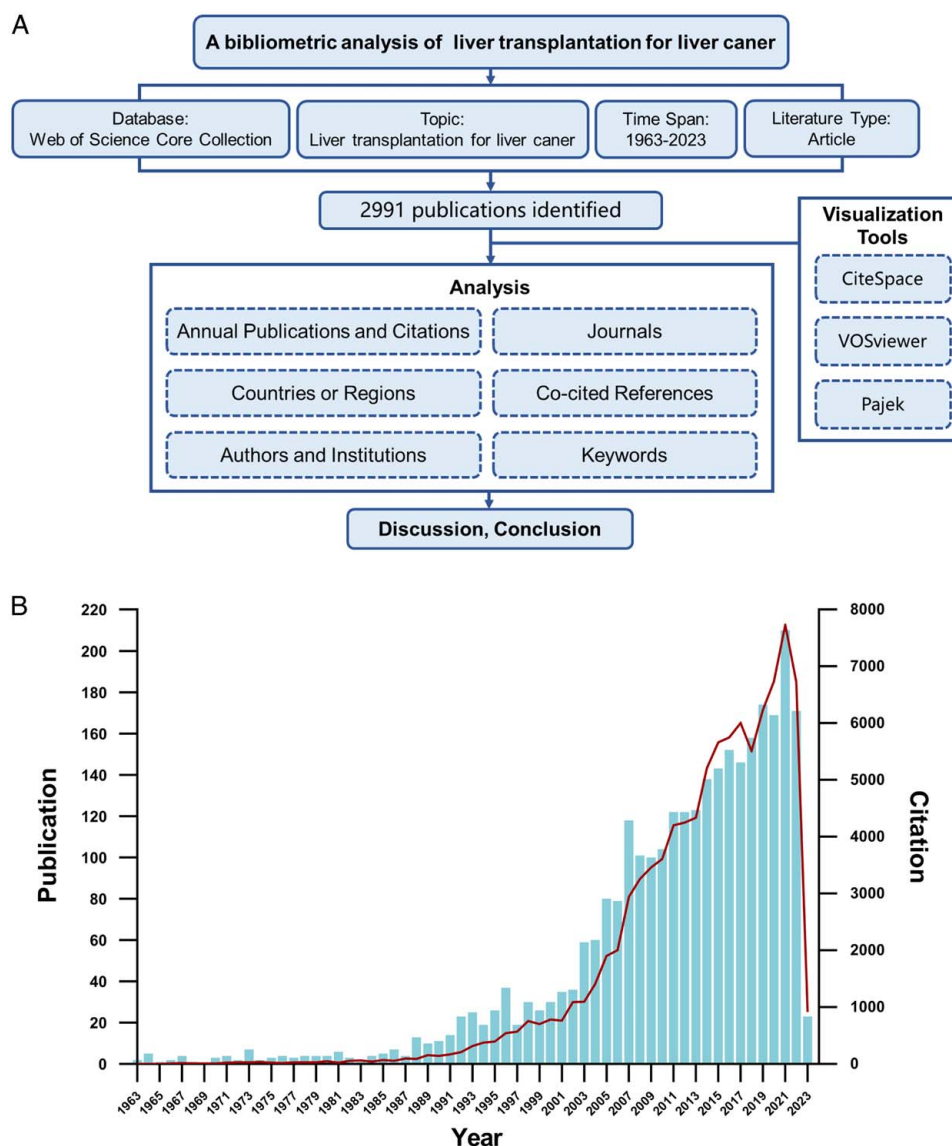 A
A bibliometric analysis of liver transplantation for liver caner
Database:
Web of Science Core Collection
Topic:
Liver transplantation for liver caner
Time Span:
1963-2023
Literature Type:
Article
2991 publications identified
Visualization
Tools
CiteSpace
VOSviewer
Pajek
Analysis
Annual Publications and Citations
Journals
Countries or Regions
Co-cited References
Authors and Institutions
Keywords
Discussion, Conclusion
B
220
200
180
160
140
120
100
80
60
40
20
0
Publication
8000
7000
6000
5000
4000
3000
2000
1000
0
Citation
1963
1965
1967
1969
1971
1973
1975
1977
1979
1981
1983
1985
1987
1989
1991
1993
1995
1997
1999
2001
2003
2005
2007
2009
2011
2013
2015
2017
2019
2021
2023
Year